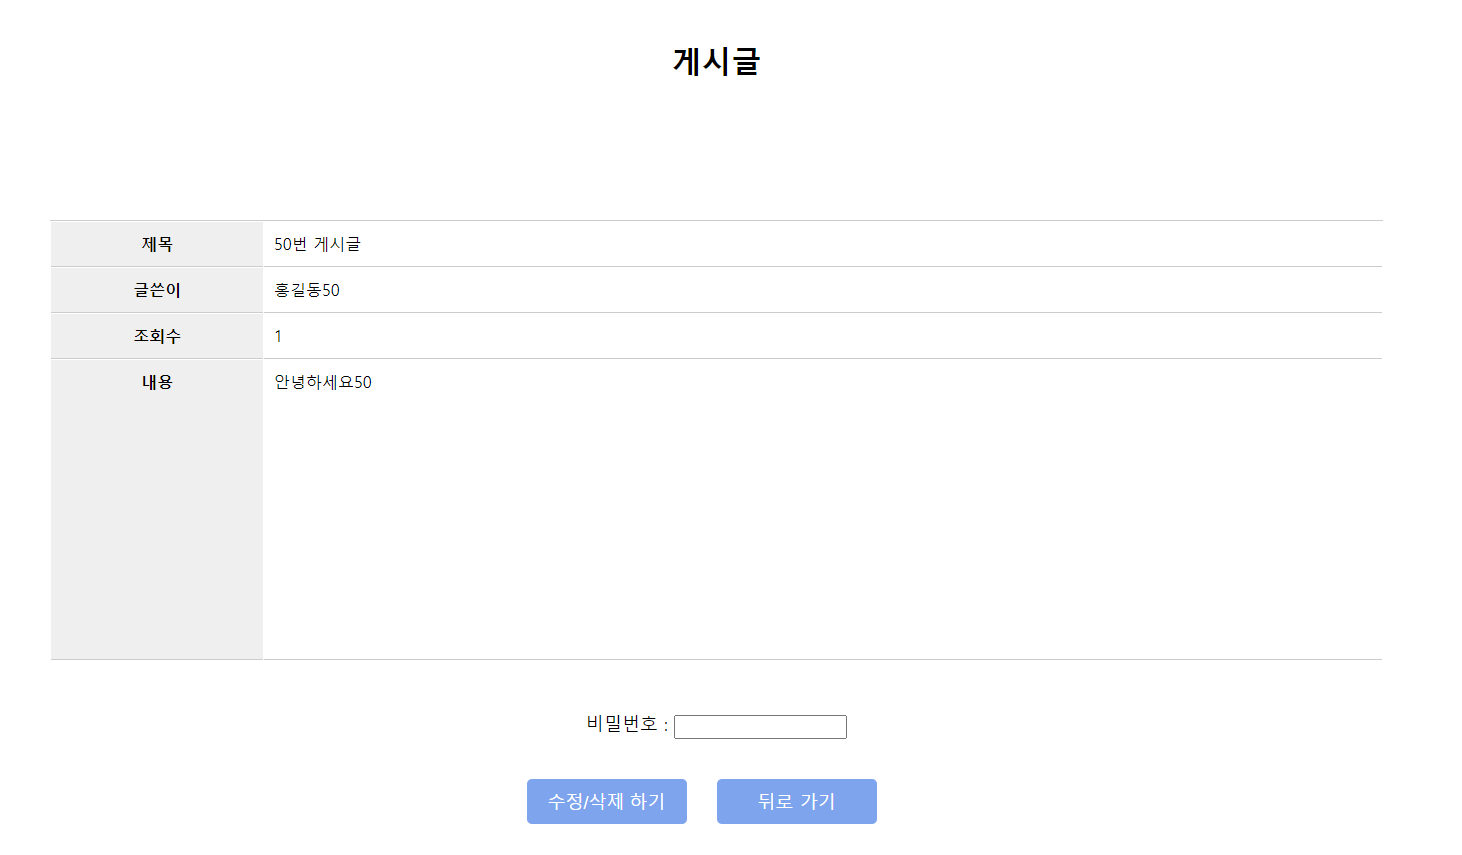 게시글
제목 50번 게시글
글쓴이 홍길동50
조회수 1
내용 안녕하세요50
비밀번호 :
수정/삭제 하기 뒤로 가기